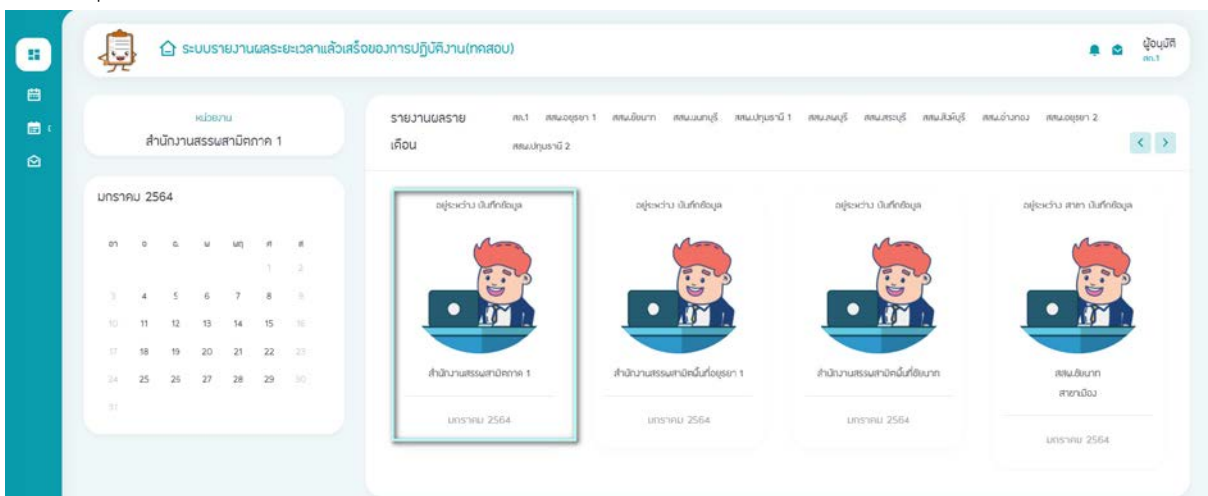 ระบบรายงานผลระยะเวลาแล้วเสร็จของการปฏิบัติงาน(ทดสอบ)
ผู้อนุมัติ
สภ.1
หน่วยงาน
สำนักงานสรรพสามิตภาค 1
รายงานผลราย
เดือน
สภ.1 สสพ.อยุธยา 1 สสพ.ชัยนาท สสพ.นนทบุรี สสพ.ปทุมธานี 1 สสพ.ลพบุรี สสพ.สระบุรี สสพ.สิงห์บุรี สสพ.อ่างทอง สสพ.อยุธยา 2
สสพ.ปทุมธานี 2
มกราคม 2564
อา จ อ. พ พฤ ศ ส
1 2
3 4 5 6 7 8 9
10 11 12 13 14 15 16
17 18 19 20 21 22 23
24 25 26 27 28 29 30
31
อยู่ระหว่าง บันทึกข้อมูล
สำนักงานสรรพสามิตภาค 1
มกราคม 2564
อยู่ระหว่าง บันทึกข้อมูล
สำนักงานสรรพสามิตพื้นที่อยุธยา 1
มกราคม 2564
อยู่ระหว่าง บันทึกข้อมูล
สำนักงานสรรพสามิตพื้นที่ชัยนาท
มกราคม 2564
อยู่ระหว่าง สาขา บันทึกข้อมูล
สสพ.ชัยนาท
สาขาเมือง
มกราคม 2564